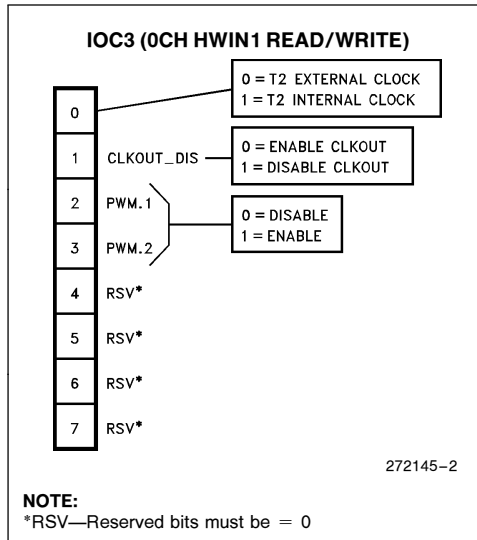 IOC3 (0CH HWIN1 READ/WRITE)
0 = T2 EXTERNAL CLOCK
1 = T2 INTERNAL CLOCK
0
1 CLKOUT_DIS
0 = ENABLE CLKOUT
1 = DISABLE CLKOUT
2 PWM.1
3 PWM.2
0 = DISABLE
1 = ENABLE
4 RSV*
5 RSV*
6 RSV*
7 RSV*
272145–2
NOTE:
*RSV—Reserved bits must be = 0